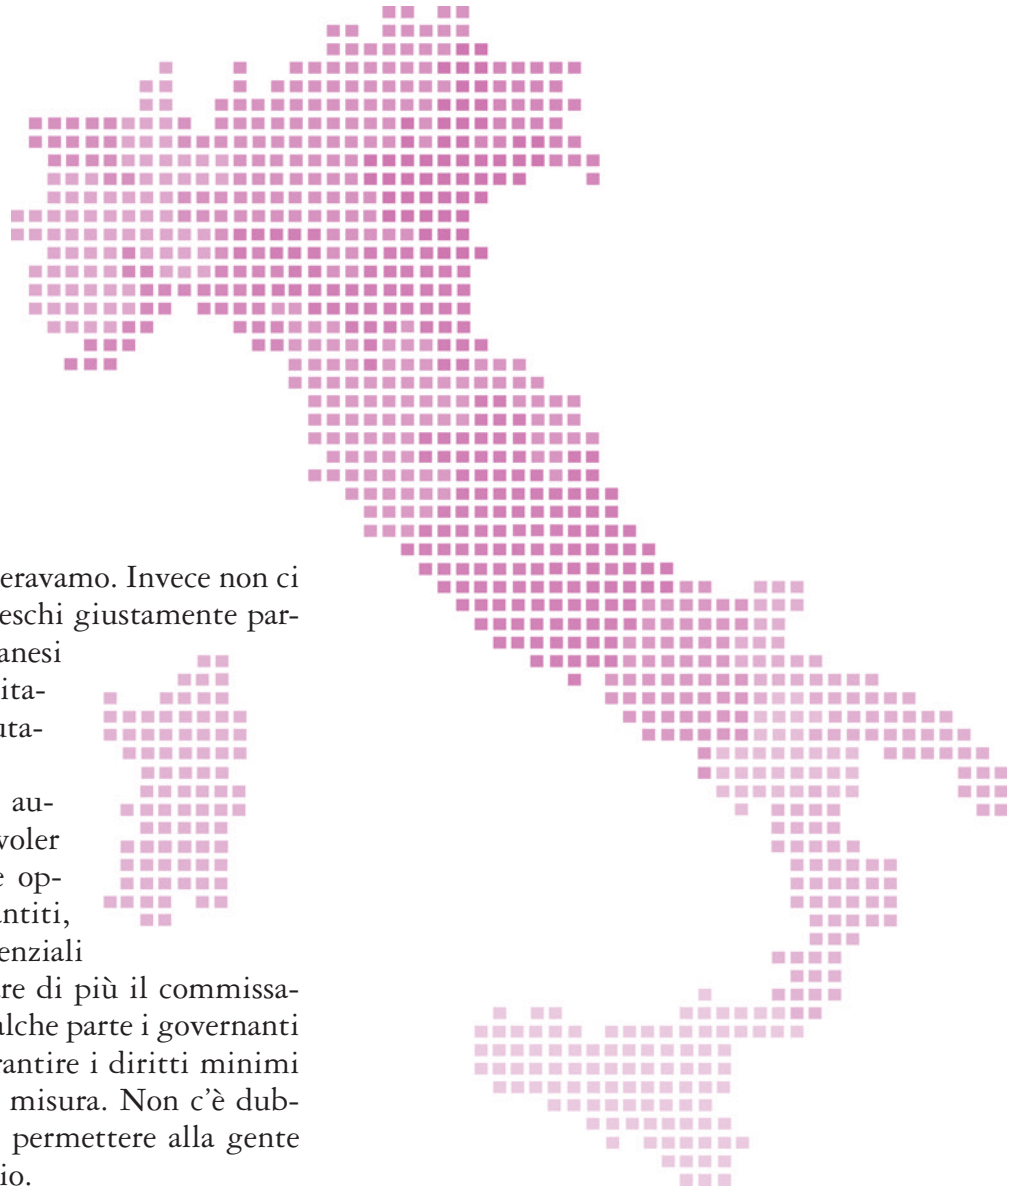 eravamo. Invece non ci
eschi giustamente par-
anesi
ita-
uta-
au-
voler
e op-
antiti,
enziali
re di più il commissa-
alche parte i governanti
rantire i diritti minimi
misura. Non c'è dub-
permettere alla gente
io.